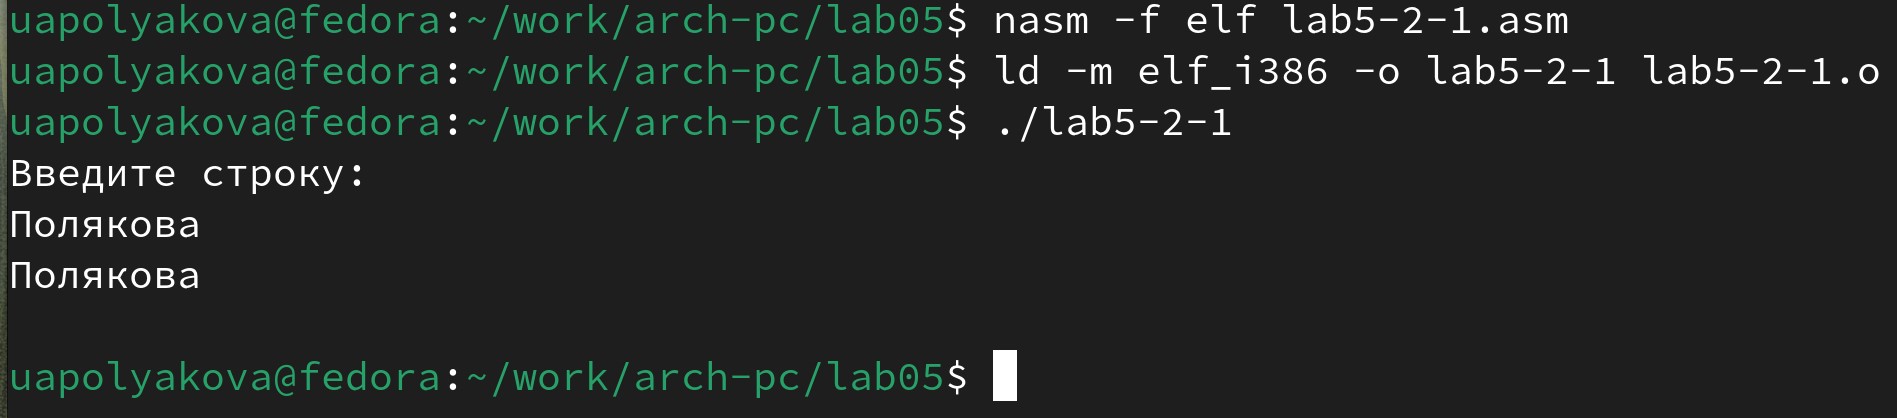 uapolyakova@fedora:~/work/arch-pc/lab05$ nasm -f elf lab5-2-1.asm
uapolyakova@fedora:~/work/arch-pc/lab05$ ld -m elf_i386 -o lab5-2-1 lab5-2-1.o
uapolyakova@fedora:~/work/arch-pc/lab05$ ./lab5-2-1
Введите строку:
Полякова
Полякова
uapolyakova@fedora:~/work/arch-pc/lab05$